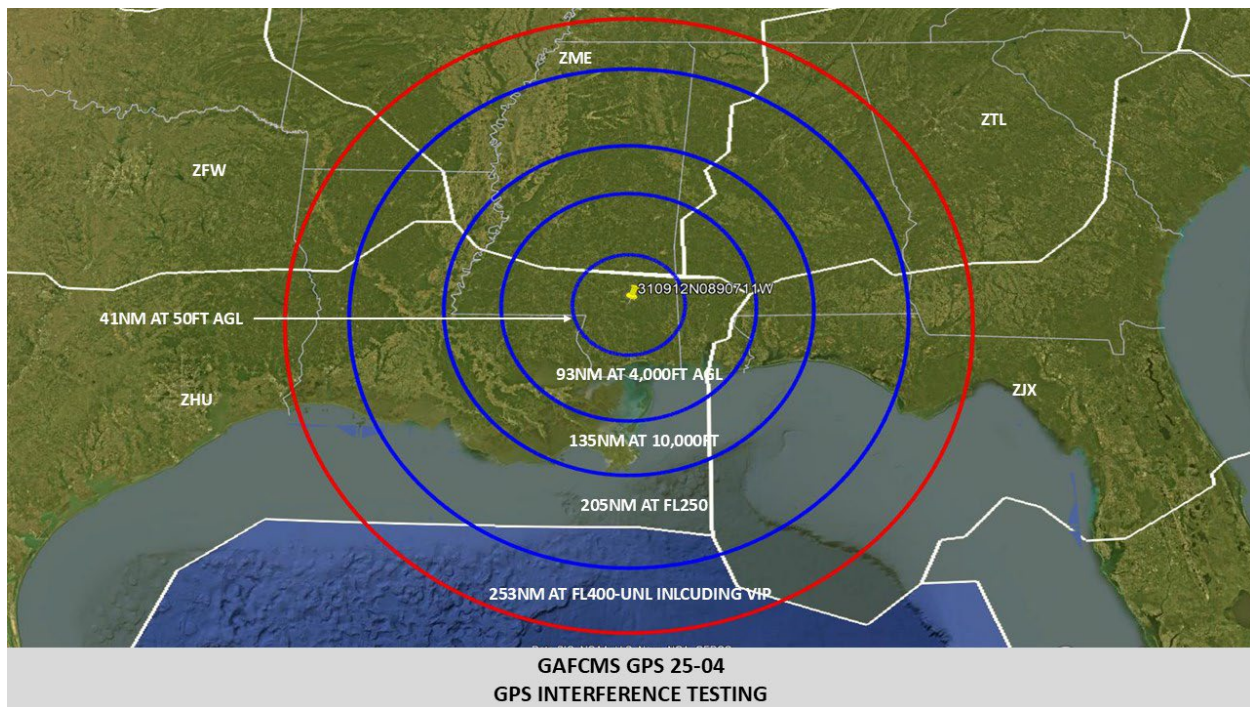 ZME
ZTL
ZFW
310912N0890711W
41NM AT 50FT AGL
93NM AT 4,000FT AGL
ZHU
ZJX
135NM AT 10,000FT
205NM AT FL250
253NM AT FL400-UNL INLCUDING VIP
GAFCMS GPS 25-04
GPS INTERFERENCE TESTING